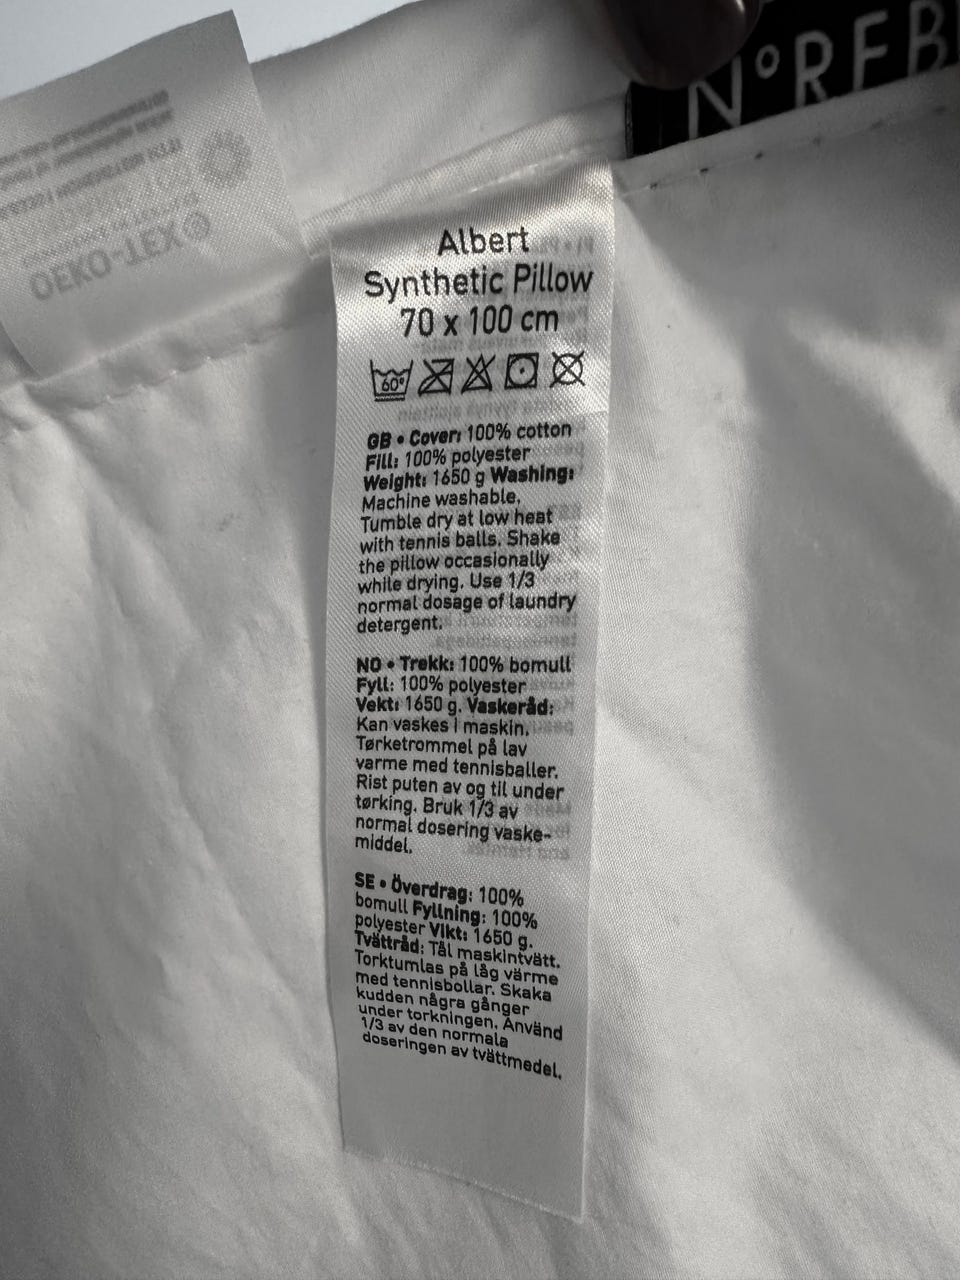 N°REB
OEKO-TEX®
Albert
Synthetic Pillow
70 x 100 cm
60°
GB • Cover: 100% cotton
Fill: 100% polyester
Weight: 1650 g Washing:
Machine washable.
Tumble dry at low heat
with tennis balls. Shake
the pillow occasionally
while drying. Use 1/3
normal dosage of laundry
detergent.
NO • Trekk: 100% bomull
Fyll: 100% polyester
Vekt: 1650 g. Vaskeråd:
Kan vaskes i maskin.
Tørketrommel på lav
varme med tennisballer.
Rist puten av og til under
tørking. Bruk 1/3 av
normal dosering vaske-
middel.
SE • Överdrag: 100%
bomull Fyllning: 100%
polyester Vikt: 1650 g.
Tvättråd: Tål maskintvätt.
Torktumlas på låg värme
med tennisbollar. Skaka
kudden några gånger
under torkningen. Använd
1/3 av den normala
doseringen av tvättmedel.